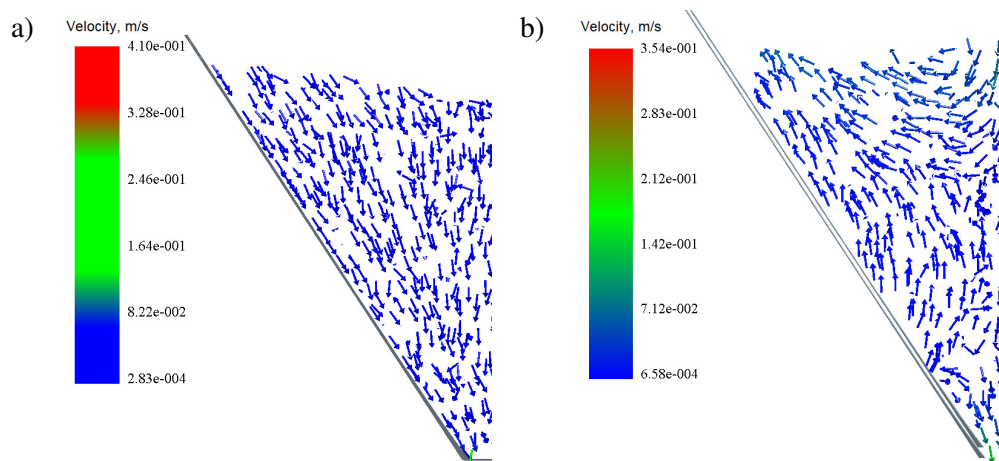 a)
Velocity, m/s
4.10e-001
3.28e-001
2.46e-001
1.64e-001
8.22e-002
2.83e-004
b)
Velocity, m/s
3.54e-001
2.83e-001
2.12e-001
1.42e-001
7.12e-002
6.58e-004